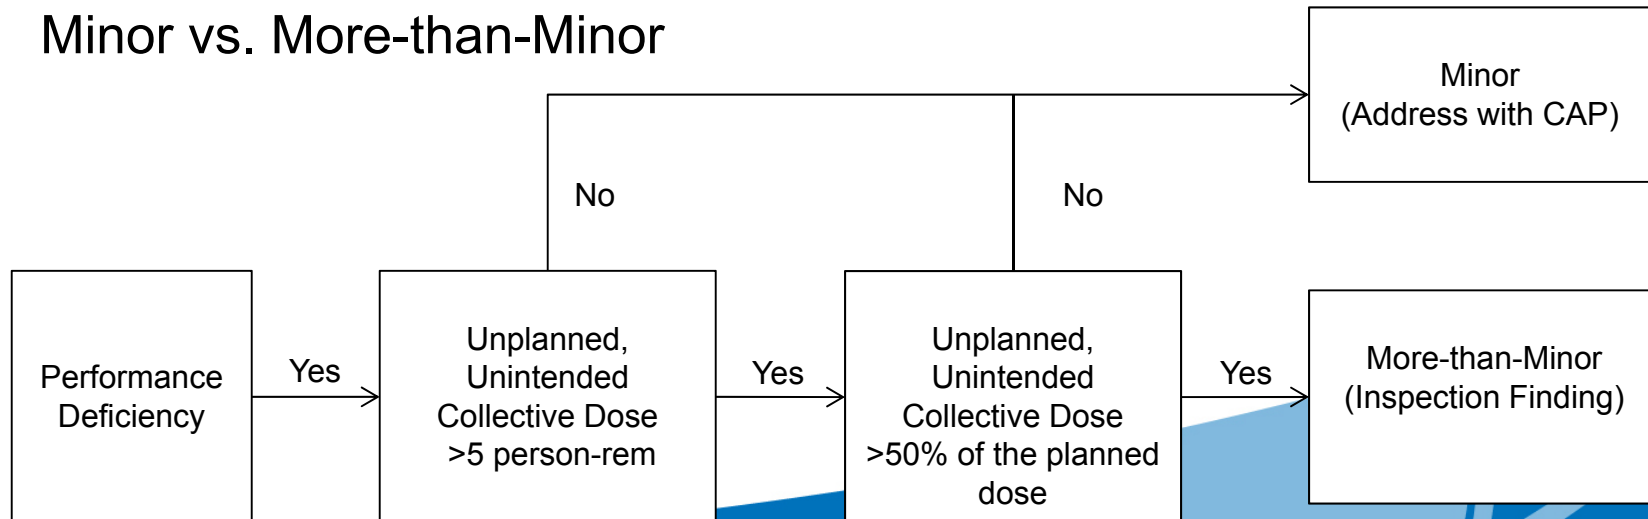 Minor vs. More-than-Minor
Minor
(Address with CAP)
No
No
Performance
Deficiency
Yes
Unplanned,
Unintended
Collective Dose
>5 person-rem
Yes
Unplanned,
Unintended
Collective Dose
>50% of the planned
dose
Yes
More-than-Minor
(Inspection Finding)